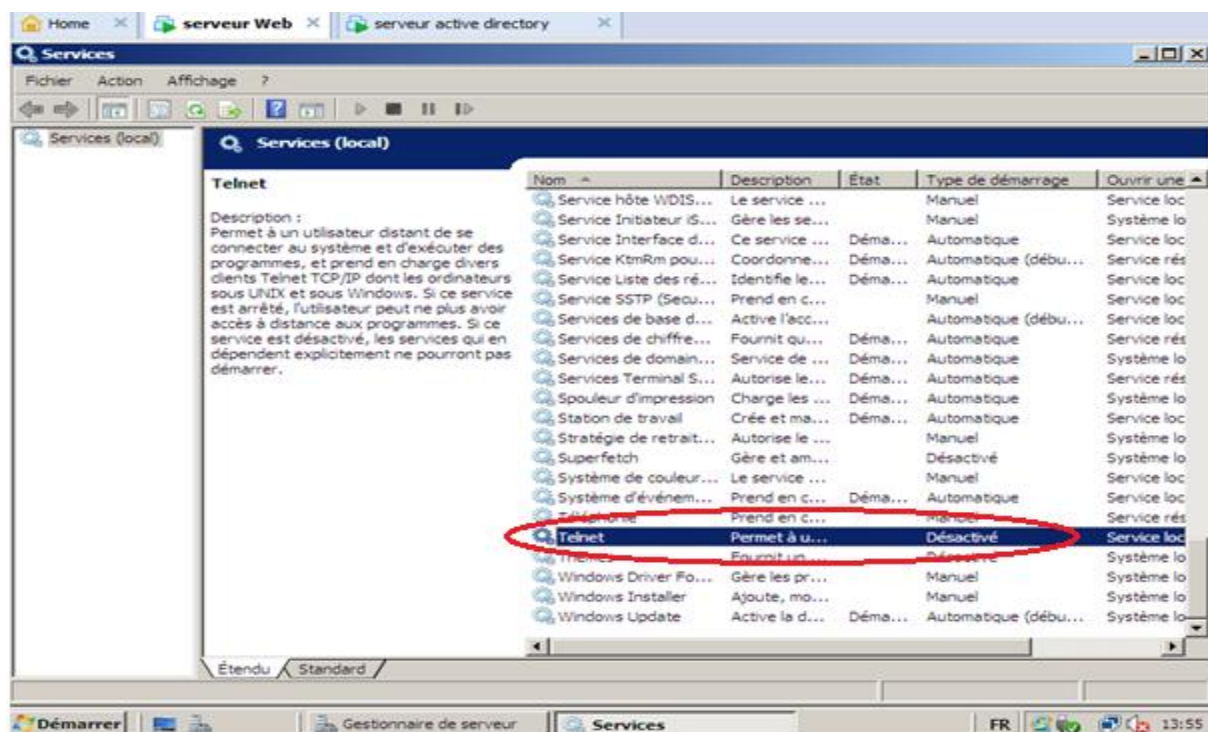 Home
serveur Web
serveur active directory
Services
Fichier Action Affichage ?
Services (local)
Services (local)
Telnet
Description :
Permet à un utilisateur distant de se
connecter au système et d'exécuter des
programmes, et prend en charge divers
clients Telnet TCP/IP dont les ordinateurs
sous UNIX et sous Windows. Si ce service
est arrêté, l'utilisateur peut ne plus avoir
accès à distance aux programmes. Si ce
service est désactivé, les services qui en
dépendent explicitement ne pourront pas
démarrer.
Nom Description État Type de démarrage Ouvrir une
Service hôte WDIS... Le service ... Manuel Service loc
Service Initiateur iS... Gère les se... Manuel Système lo
Service Interface d... Ce service ... Déma... Automatique Service loc
Service KtmRm pou... Coordonne... Déma... Automatique (débu... Service rés
Service Liste des ré... Identifie le... Déma... Automatique Service loc
Service SSTP (Secu... Prend en c... Manuel Service loc
Services de base d... Active l'acc... Automatique (débu... Service loc
Services de chiffre... Fournit qu... Déma... Automatique Service rés
Services de domain... Service de ... Déma... Automatique Système lo
Services Terminal S... Autorise le... Déma... Automatique Service rés
Spouleur d'impression Charge les ... Déma... Automatique Système lo
Station de travail Crée et ma... Déma... Automatique Service loc
Stratégie de retrait... Autorise le ... Manuel Système lo
Superfetch Gère et am... Désactivé Système lo
Système de couleur... Le service ... Manuel Service loc
Système d'événem... Prend en c... Déma... Automatique Service loc
Téléphonie Prend en c... Manuel Service rés
Telnet Permet à u... Désactivé Service loc
Thèmes Fournit un ... Désactivé Système lo
Windows Driver Fo... Gère les pr... Manuel Système lo
Windows Installer Ajoute, mo... Manuel Système lo
Windows Update Active la d... Déma... Automatique (débu... Système lo
Étendu Standard
Démarrer Gestionnaire de serveur Services FR 13:55